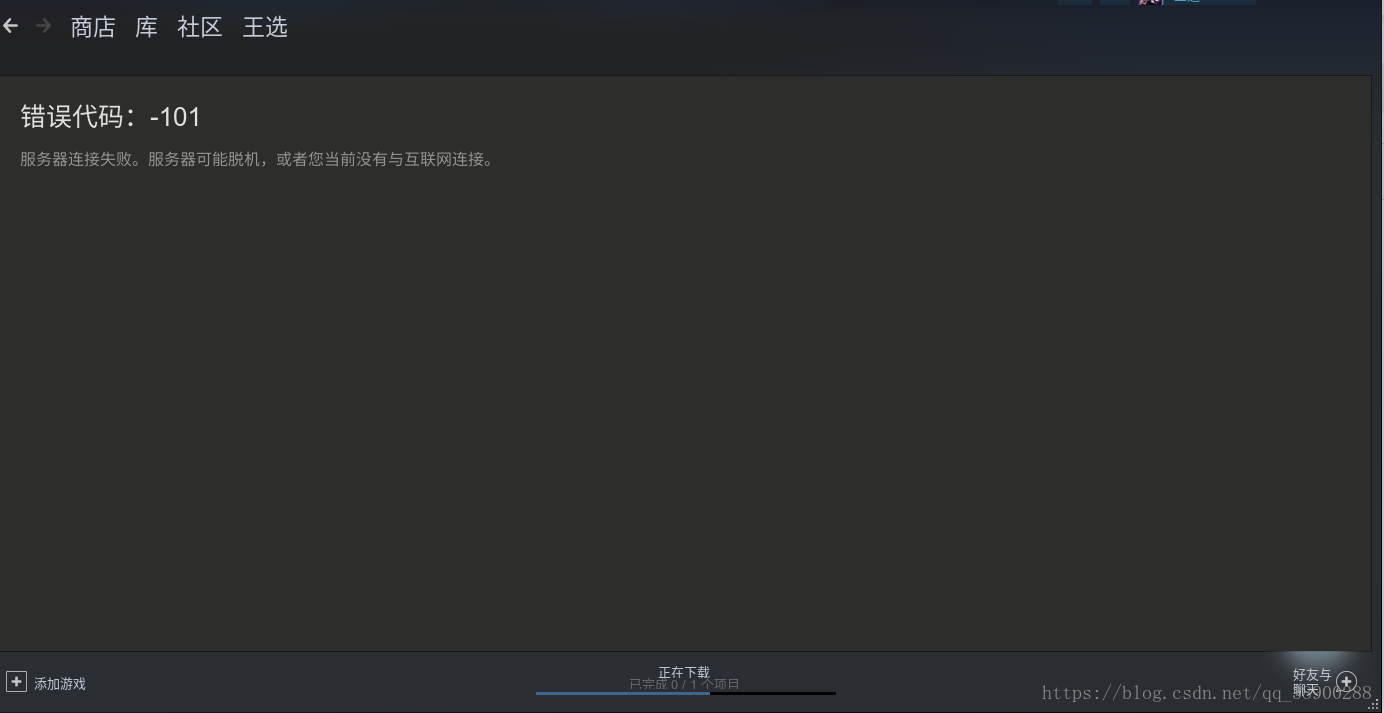 商店 库 社区 王选
错误代码：-101
服务器连接失败。服务器可能脱机，或者您当前没有与互联网连接。
添加游戏
正在下载
已完成 0 / 1 个项目
好友与
聊天